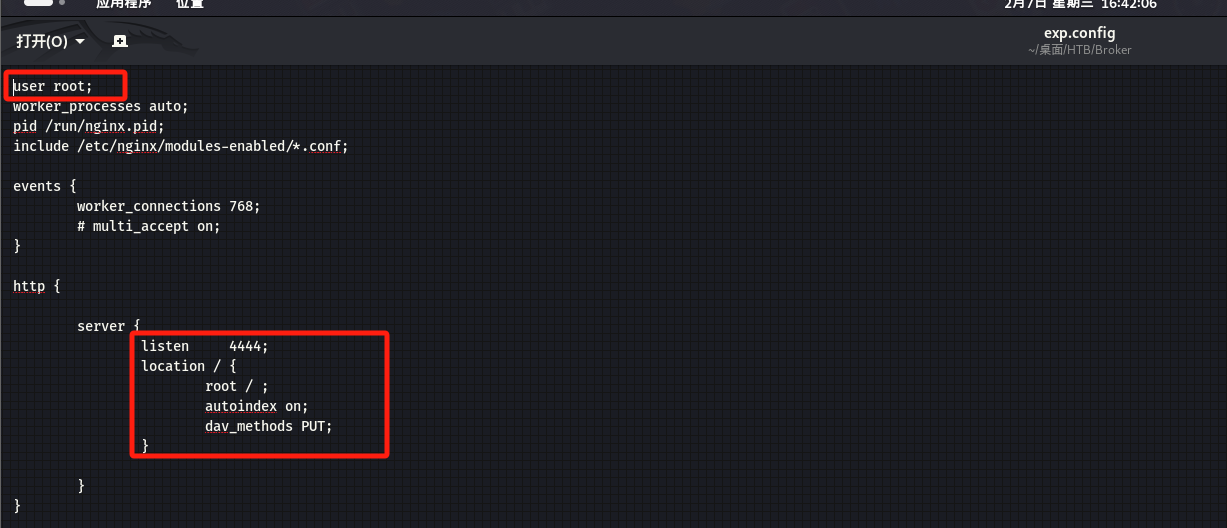 应用程序 位置 2月7日 星期三 16:42:06
打开(O) exp.config
~/桌面/HTB/Broker
user root;
worker_processes auto;
pid /run/nginx.pid;
include /etc/nginx/modules-enabled/*.conf;
events {
worker_connections 768;
# multi_accept on;
}
http {
server {
listen 4444;
location / {
root / ;
autoindex on;
dav_methods PUT;
}
}
}